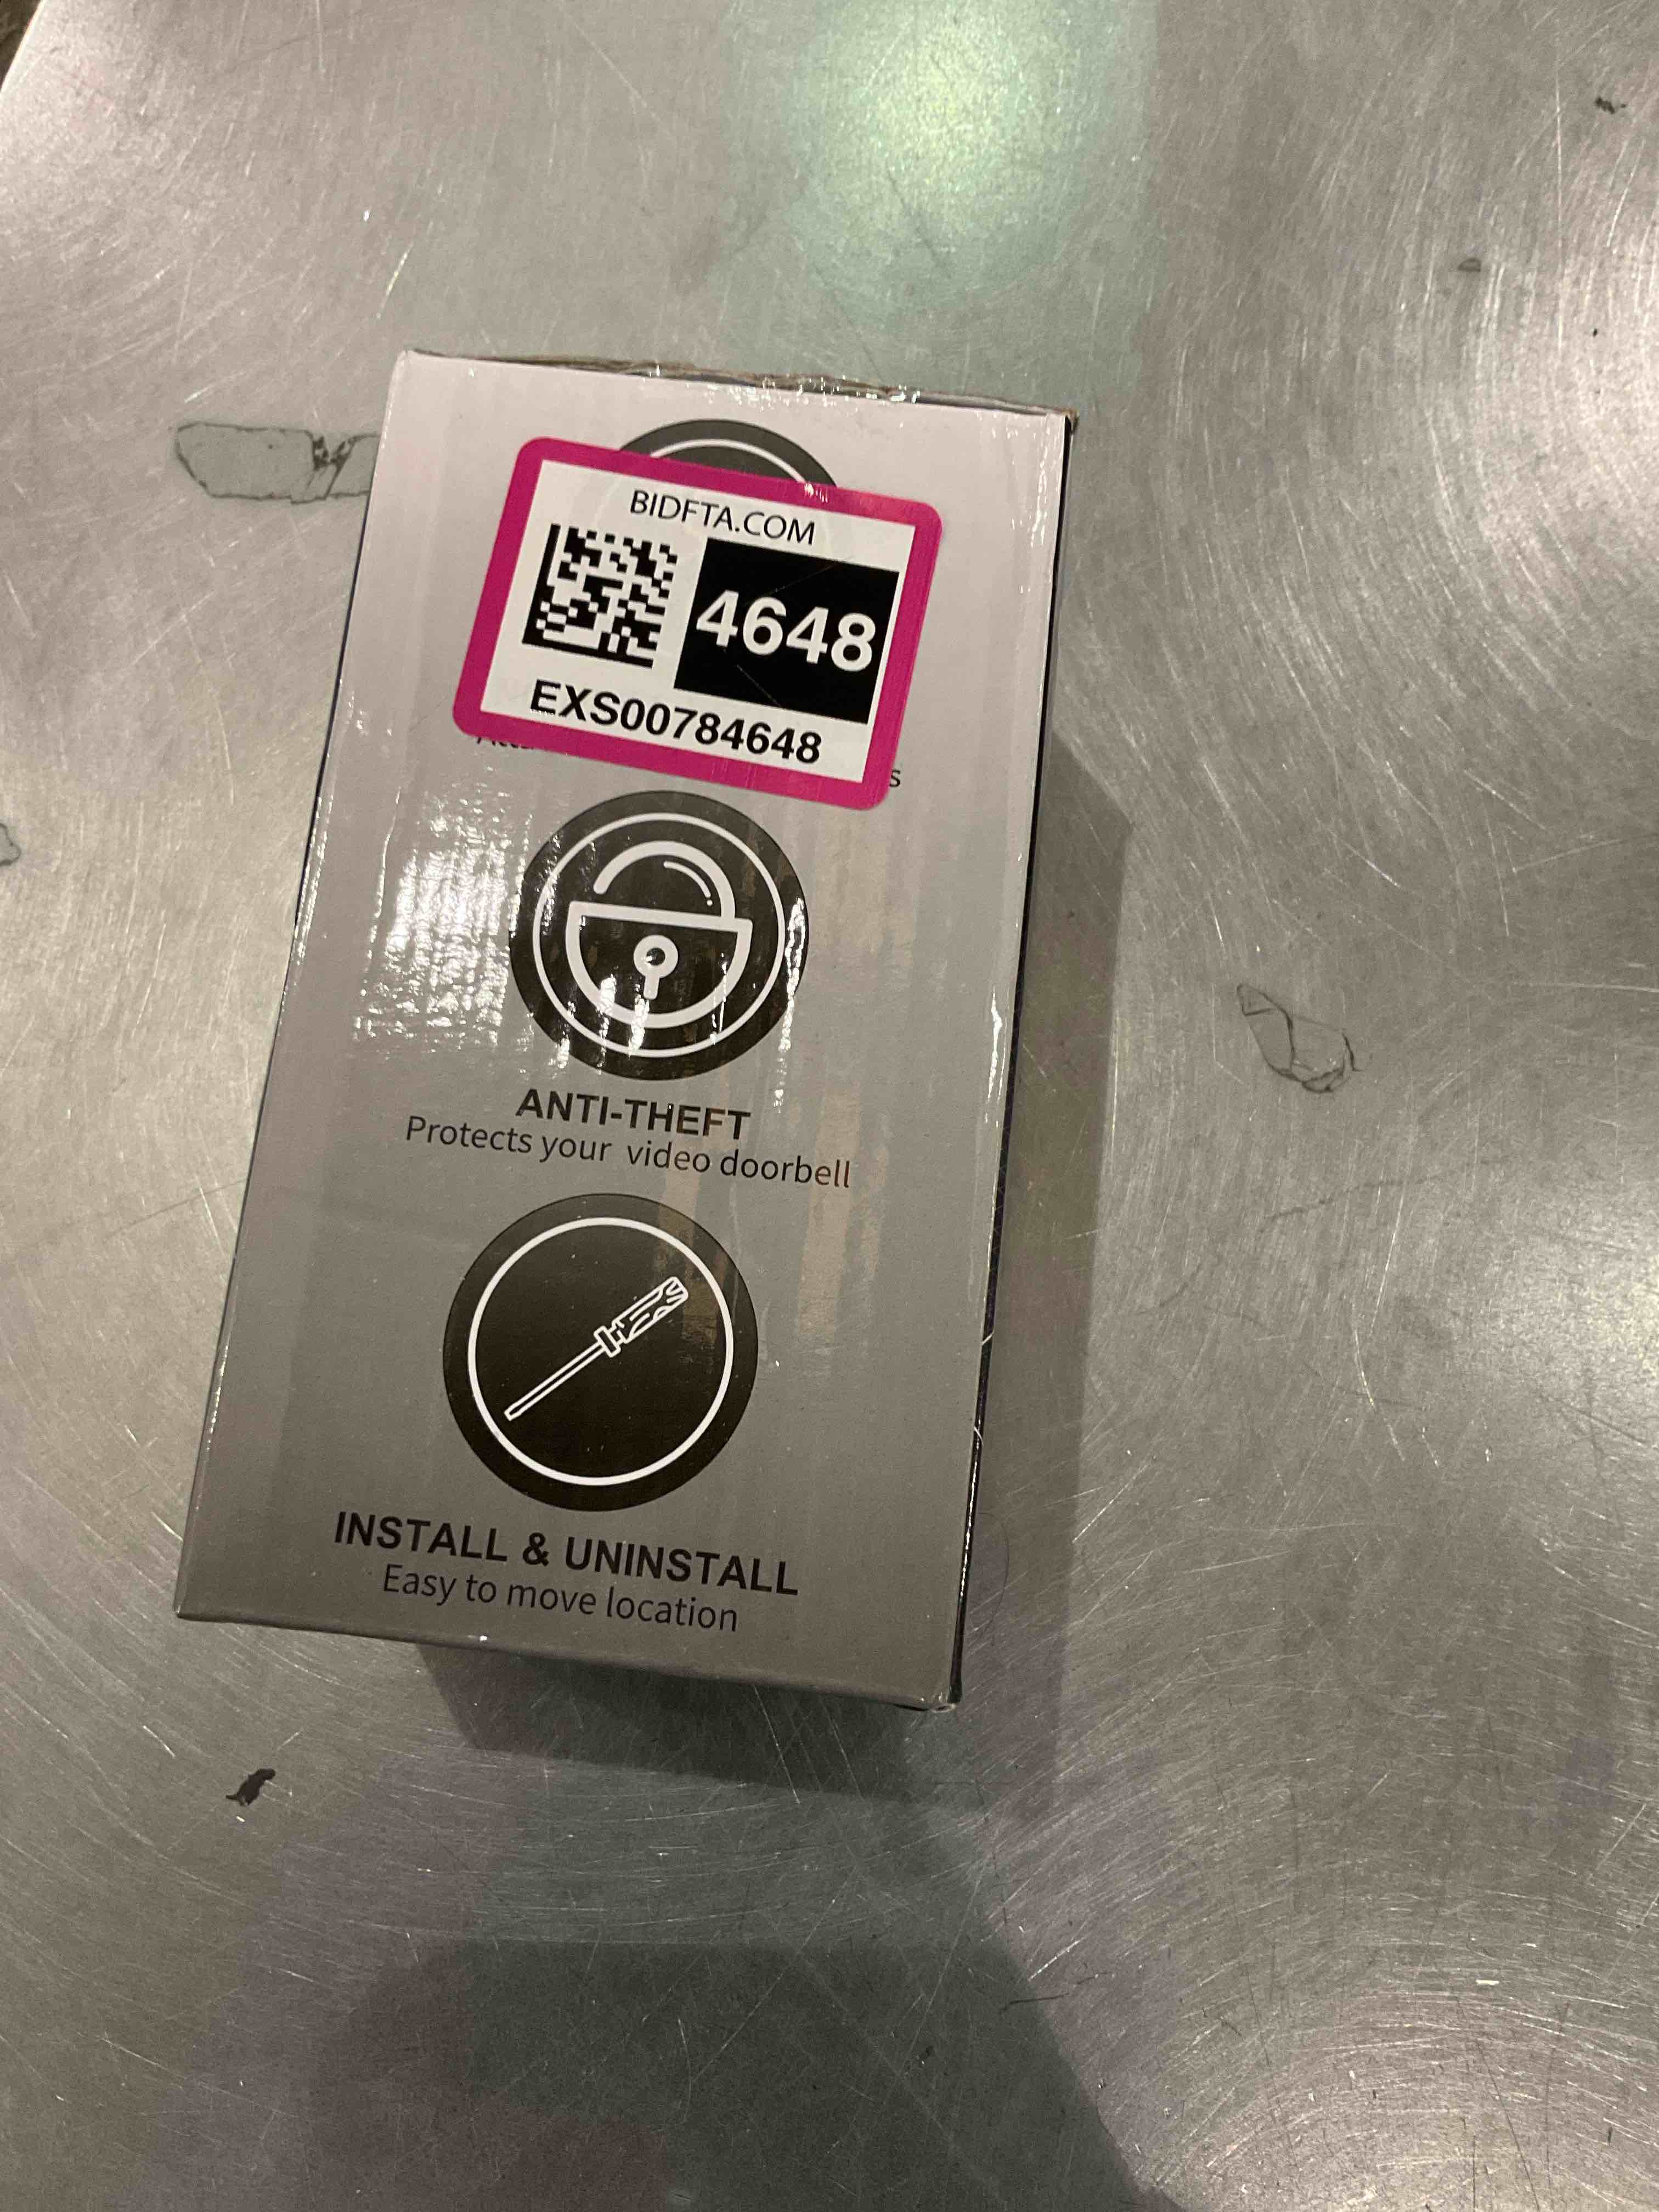 BIDFTA.COM
4648
EXS00784648
s
ANTI-THEFT
Protects your video doorbell
INSTALL & UNINSTALL
Easy to move location